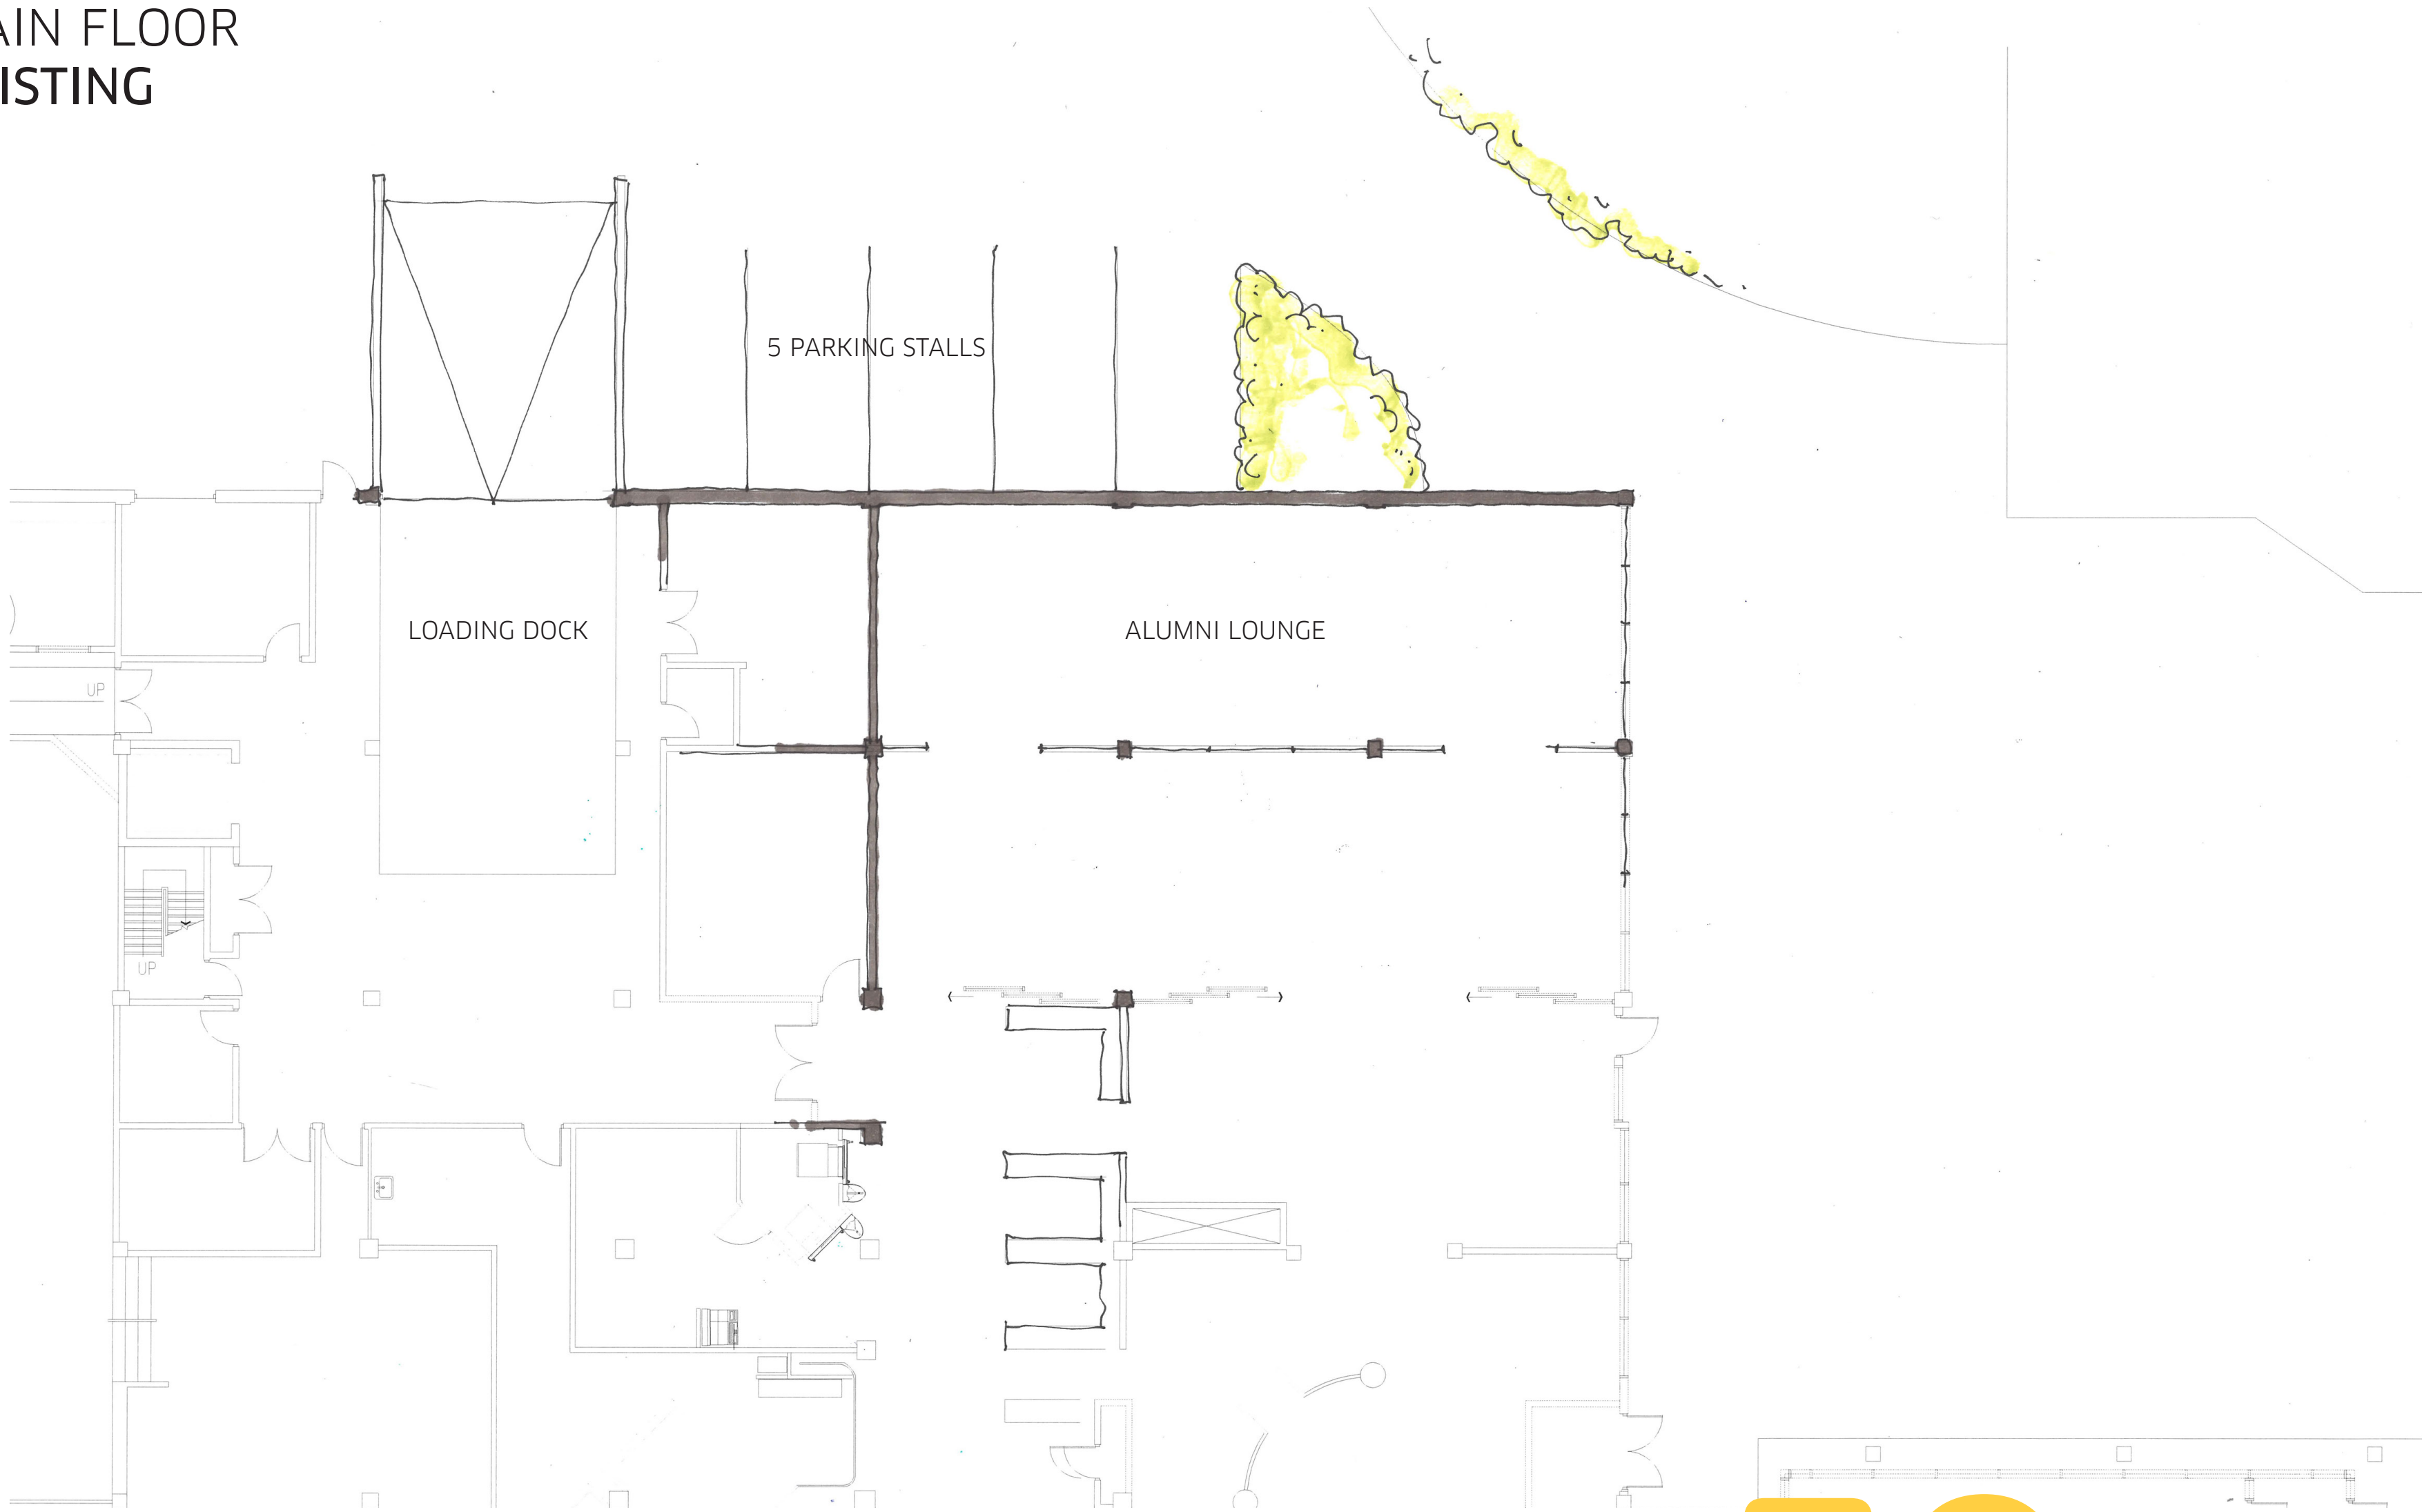 AIN FLOOR
ISTING
5 PARKING STALLS
LOADING DOCK
ALUMNI LOUNGE
UP
UP